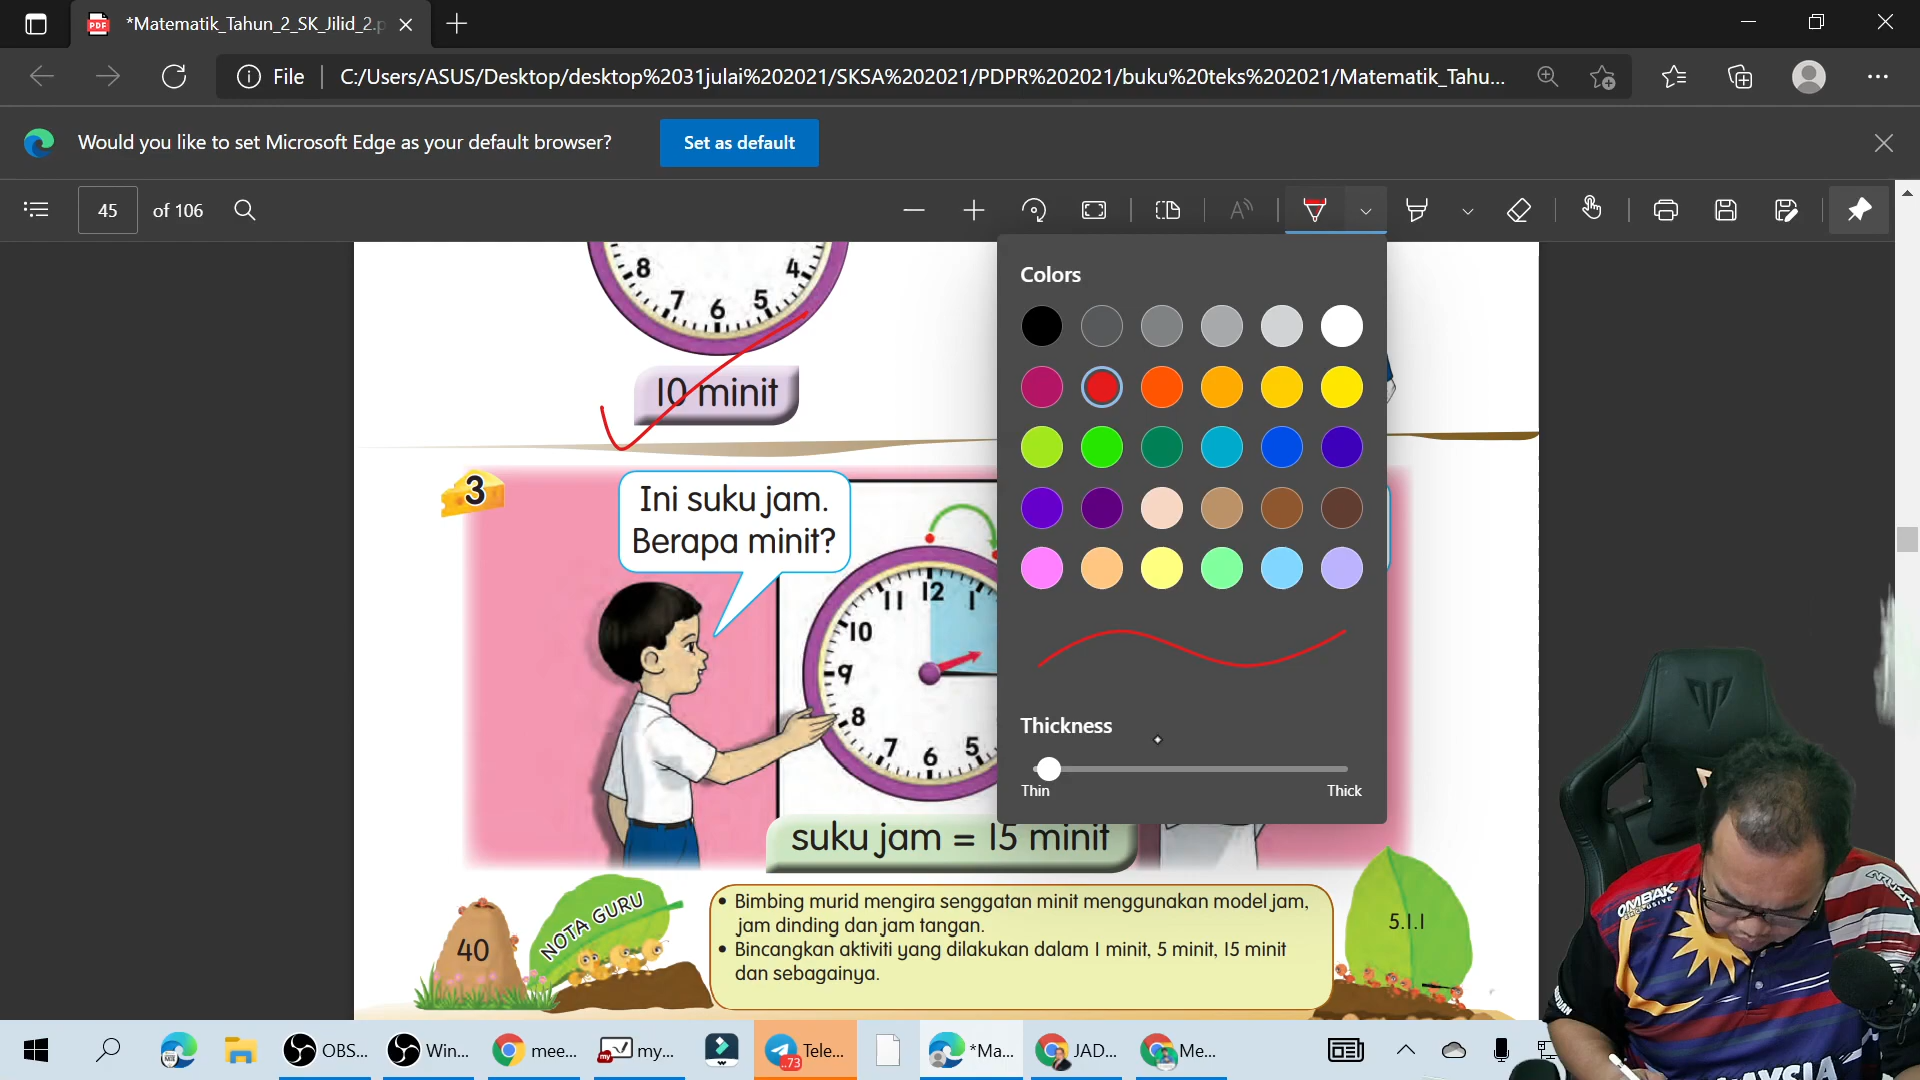 *Matematik_Tahun_2_SK_Jilid_2.p
File
C:/Users/ASUS/Desktop/desktop%2031julai%202021/SKSA%202021/PDPR%202021/buku%20teks%202021/Matematik_Tahu...
Would you like to set Microsoft Edge as your default browser?
Set as default
45
of 106
Colors
8
4
7
6
5
10 minit
3
Ini suku jam.
Berapa minit?
11
12
1
10
9
8
7
6
5
Thickness
Thin
Thick
suku jam = 15 minit
40
NOTA GURU
• Bimbing murid mengira senggatan minit menggunakan model jam,
jam dinding dan jam tangan.
• Bincangkan aktiviti yang dilakukan dalam 1 minit, 5 minit, 15 minit
dan sebagainya.
5.1.1
OMBAK
EXCLUSIVE
OBS...
Win...
mee...
my...
Tele...
..73
*Ma...
JAD...
Me...